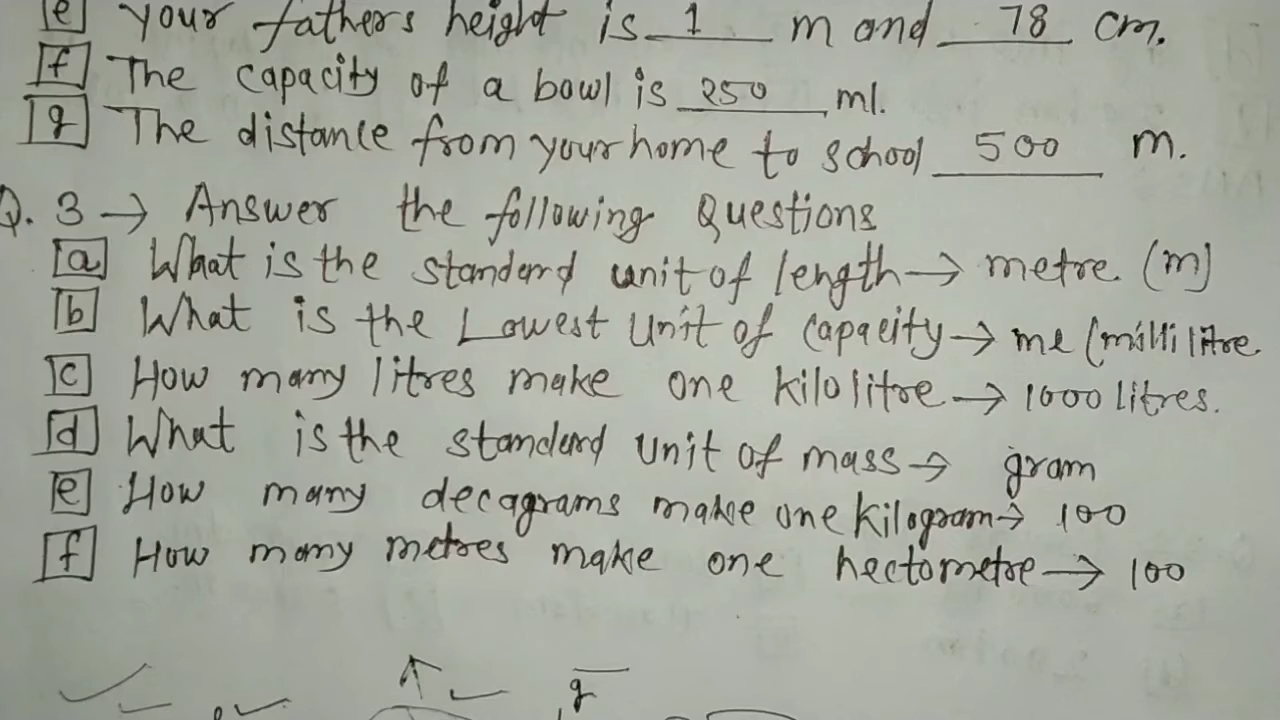 e your fathers height is 1 m and 78 cm.
f The capacity of a bowl is 250 ml.
g The distance from your home to school 500 m.
Q. 3 → Answer the following Questions
a What is the standard unit of length → metre (m)
b What is the Lowest Unit of capacity → ml (millilitre
c How many litres make one kilolitre → 1000 litres.
d What is the standard unit of mass → gram
e How many decagrams make one kilogram → 100
f How many metres make one hectometre → 100